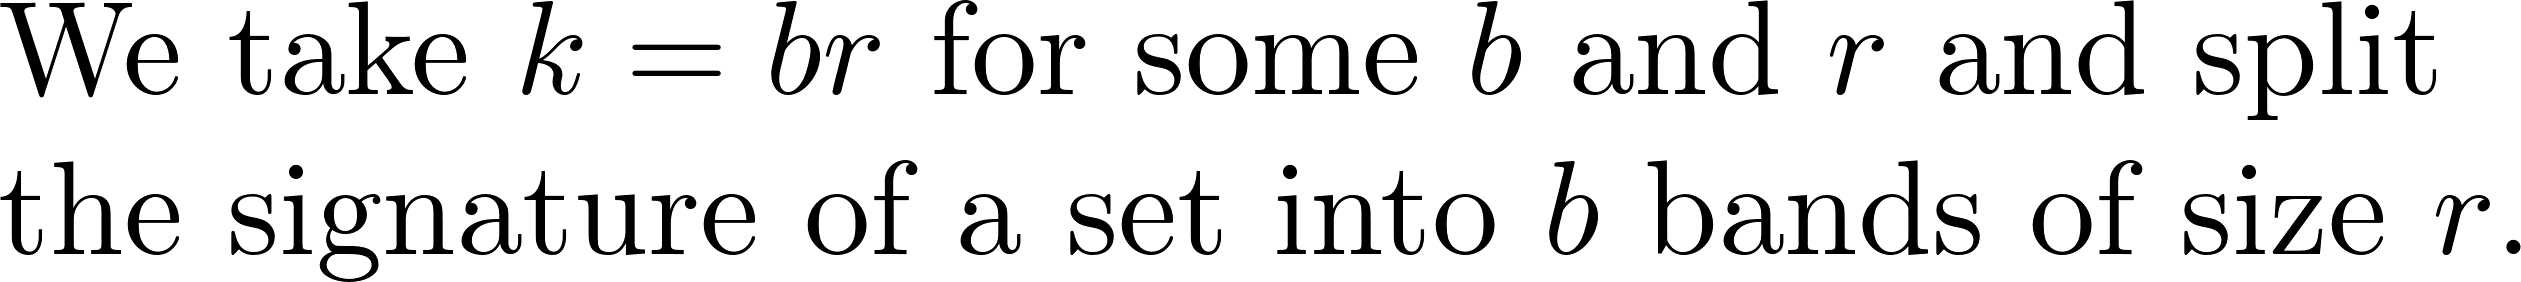 We take k = br for some b and r and split
the signature of a set into b bands of size r.